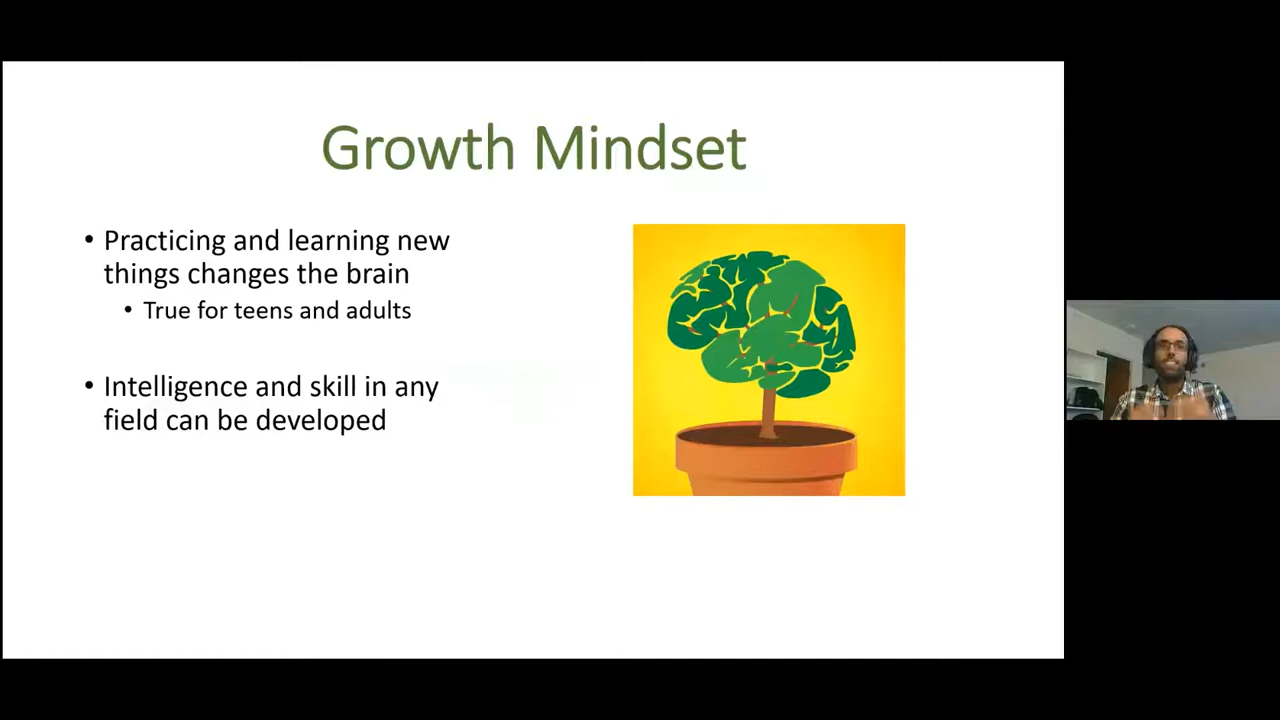 Growth Mindset
• Practicing and learning new
things changes the brain
• True for teens and adults
• Intelligence and skill in any
field can be developed